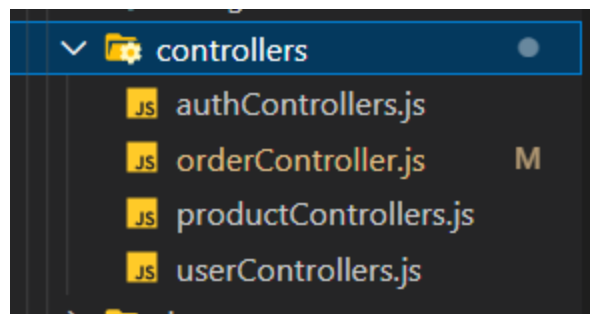 controllers
JS authControllers.js
JS orderController.js M
JS productControllers.js
JS userControllers.js